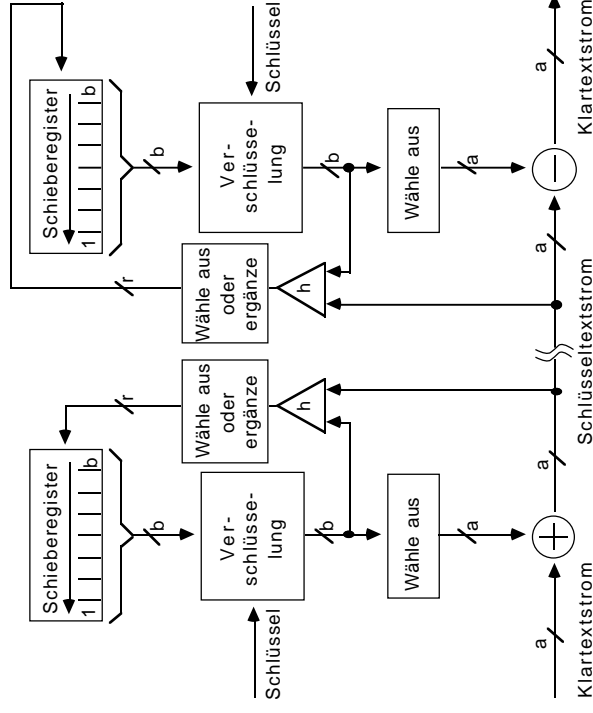 Schieberegister
1
b
b
r
Schlüssel
Ver-
schlüsse-
lung
b
Wähle aus
oder
ergänze
h
Wähle aus
a
Klartextstrom
a
a
Schlüsseltextstrom
Schieberegister
1
b
b
r
Schlüssel
Ver-
schlüsse-
lung
b
Wähle aus
oder
ergänze
h
Wähle aus
a
a
a
Klartextstrom